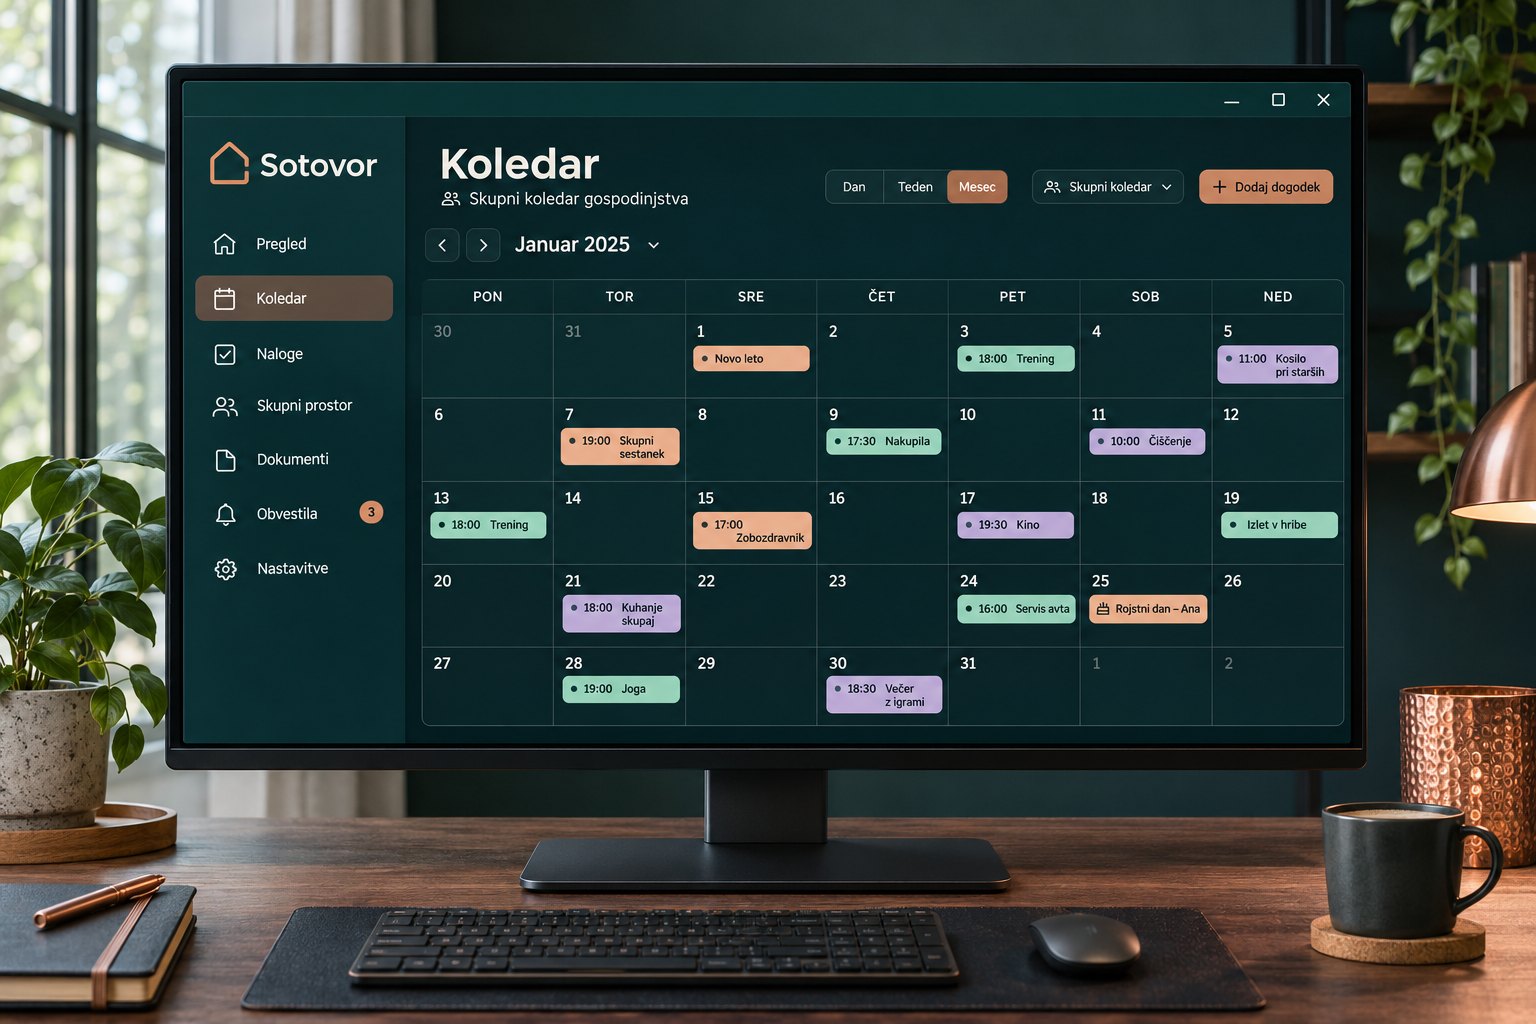 Sotovor
Pregled
Koledar
Naloge
Skupni prostor
Dokumenti
Obvestila 3
Nastavitve
Koledar
Skupni koledar gospodinjstva
Dan Teden Mesec
Skupni koledar
+ Dodaj dogodek
Januar 2025
PON TOR SRE ČET PET SOB NED
30 31 1 2 3 4 5
Novo leto
18:00 Trening
11:00 Kosilo
pri starših
6 7 8 9 10 11 12
19:00 Skupni
sestanek
17:30 Nakupila
10:00 Čiščenje
13 14 15 16 17 18 19
18:00 Trening
17:00
Zobozdravnik
19:30 Kino
Izlet v hribe
20 21 22 23 24 25 26
18:00 Kuhanje
skupaj
16:00 Servis avta
Rojstni dan – Ana
27 28 29 30 31 1 2
19:00 Joga
18:30 Večer
z igrami